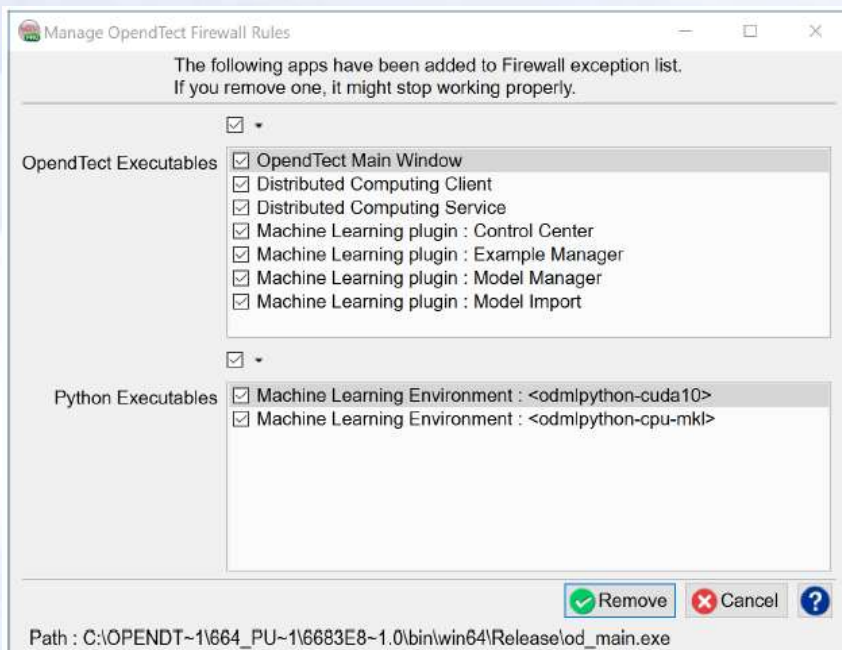 Manage OpendTect Firewall Rules
The following apps have been added to Firewall exception list.
If you remove one, it might stop working properly.
OpendTect Executables
OpendTect Main Window
Distributed Computing Client
Distributed Computing Service
Machine Learning plugin : Control Center
Machine Learning plugin : Example Manager
Machine Learning plugin : Model Manager
Machine Learning plugin : Model Import
Python Executables
Machine Learning Environment : <odmlpython-cuda10>
Machine Learning Environment : <odmlpython-cpu-mkl>
Remove
Cancel
?
Path : C:\OPENDT~1\664_PU~1\6683E8~1.0\bin\win64\Release\od_main.exe